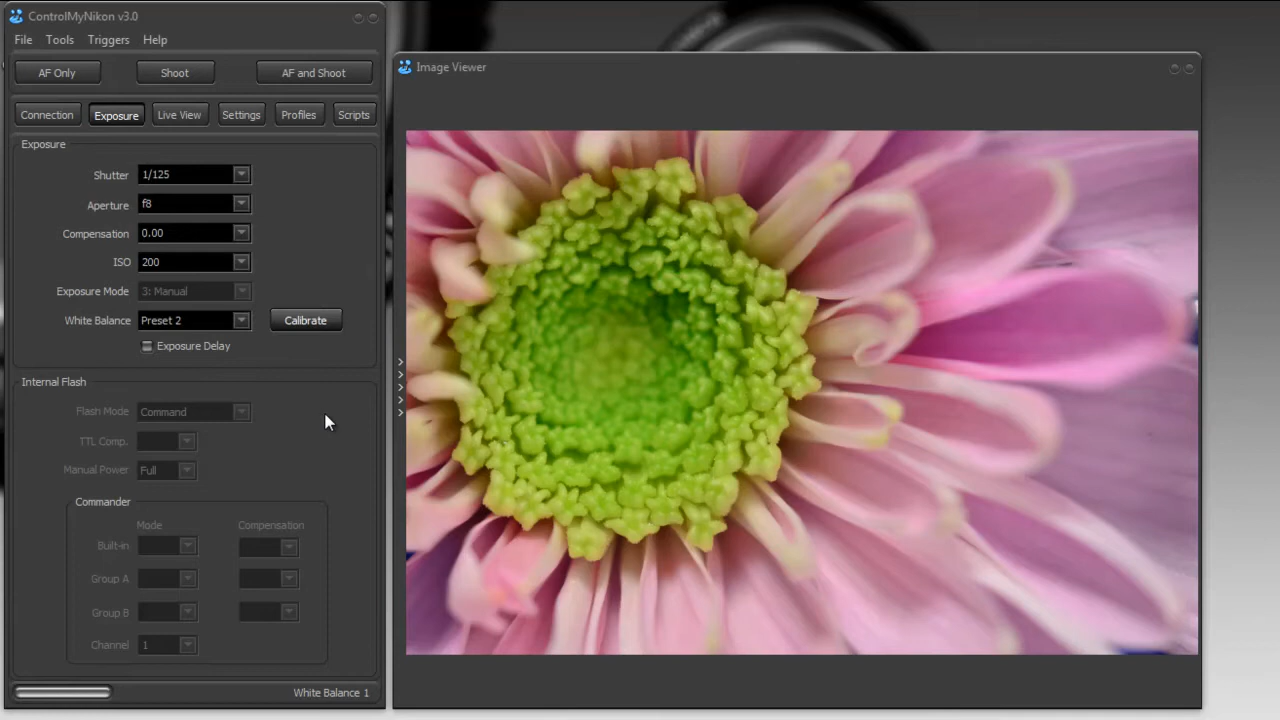 ControlMyNikon v3.0
File Tools Triggers Help
AF Only Shoot AF and Shoot
Connection Exposure Live View Settings Profiles Scripts
Exposure
Shutter 1/125
Aperture f8
Compensation 0.00
ISO 200
Exposure Mode 3: Manual
White Balance Preset 2 Calibrate
Exposure Delay
Internal Flash
Flash Mode Command
TTL Comp.
Manual Power Full
Commander
Mode Compensation
Built-in
Group A
Group B
Channel 1
White Balance 1
Image Viewer